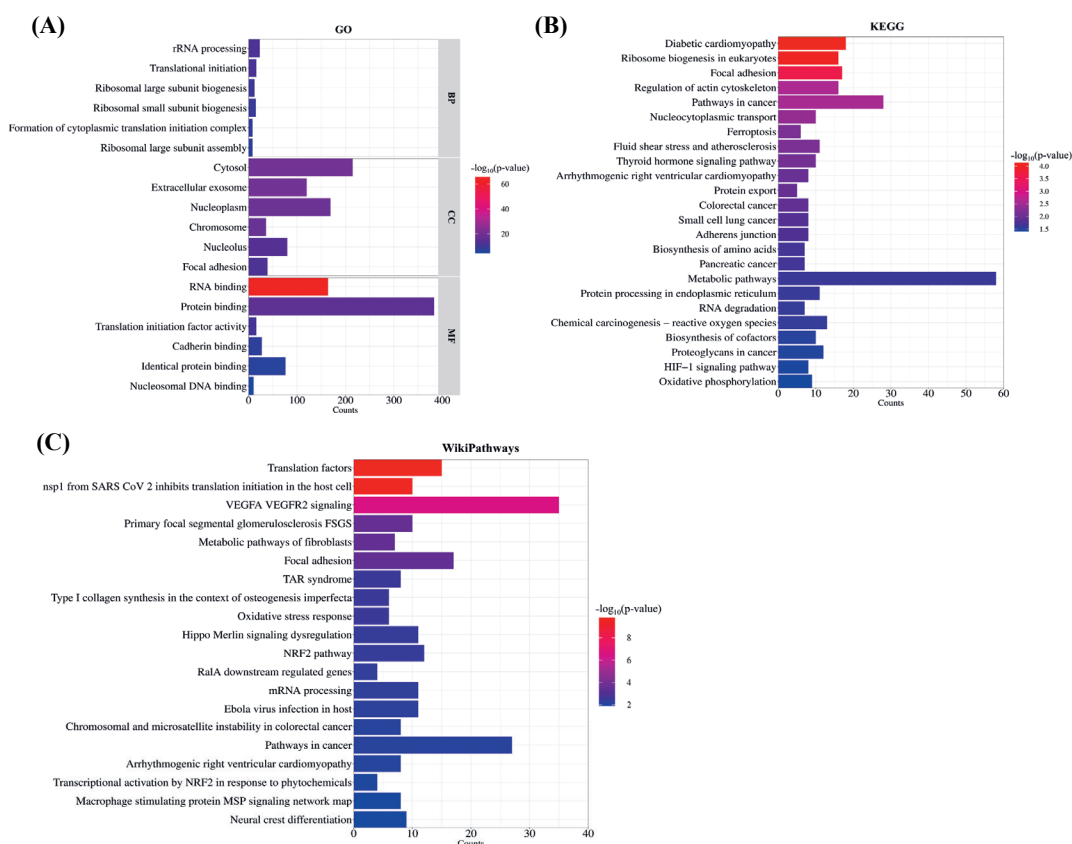 (A)
GO
rRNA processing
Translational initiation
Ribosomal large subunit biogenesis
Ribosomal small subunit biogenesis
Formation of cytoplasmic translation initiation complex
Ribosomal large subunit assembly
Cytosol
Extracellular exosome
Nucleoplasm
Chromosome
Nucleolus
Focal adhesion
RNA binding
Protein binding
Translation initiation factor activity
Cadherin binding
Identical protein binding
Nucleosomal DNA binding
BP
CC
MF
0 100 200 300 400
Counts
−log10(p-value)
60
40
20
(B)
KEGG
Diabetic cardiomyopathy
Ribosome biogenesis in eukaryotes
Focal adhesion
Regulation of actin cytoskeleton
Pathways in cancer
Nucleocytoplasmic transport
Ferroptosis
Fluid shear stress and atherosclerosis
Thyroid hormone signaling pathway
Arrhythmogenic right ventricular cardiomyopathy
Protein export
Colorectal cancer
Small cell lung cancer
Adherens junction
Biosynthesis of amino acids
Pancreatic cancer
Metabolic pathways
Protein processing in endoplasmic reticulum
RNA degradation
Chemical carcinogenesis − reactive oxygen species
Biosynthesis of cofactors
Proteoglycans in cancer
HIF−1 signaling pathway
Oxidative phosphorylation
0 10 20 30 40 50 60
Counts
−log10(p-value)
4.0
3.5
3.0
2.5
2.0
1.5
(C)
WikiPathways
Translation factors
nsp1 from SARS CoV 2 inhibits translation initiation in the host cell
VEGFA VEGFR2 signaling
Primary focal segmental glomerulosclerosis FSGS
Metabolic pathways of fibroblasts
Focal adhesion
TAR syndrome
Type I collagen synthesis in the context of osteogenesis imperfecta
Oxidative stress response
Hippo Merlin signaling dysregulation
NRF2 pathway
RalA downstream regulated genes
mRNA processing
Ebola virus infection in host
Chromosomal and microsatellite instability in colorectal cancer
Pathways in cancer
Arrhythmogenic right ventricular cardiomyopathy
Transcriptional activation by NRF2 in response to phytochemicals
Macrophage stimulating protein MSP signaling network map
Neural crest differentiation
0 10 20 30 40
Counts
−log10(p-value)
8
6
4
2